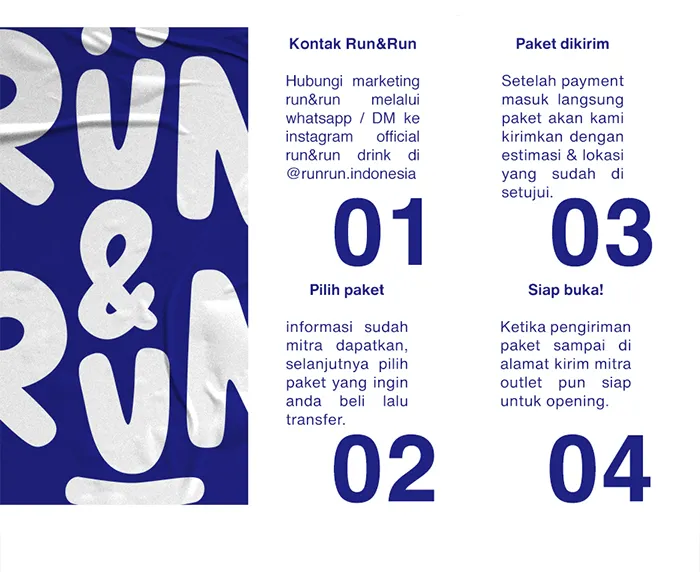 RÜN
&
RUN
Kontak Run&Run
Hubungi marketing
run&run melalui
whatsapp / DM ke
instagram official
run&run drink di
@runrun.indonesia
01
Pilih paket
informasi sudah
mitra dapatkan,
selanjutnya pilih
paket yang ingin
anda beli lalu
transfer.
02
Paket dikirim
Setelah payment
masuk langsung
paket akan kami
kirimkan dengan
estimasi & lokasi
yang sudah di
setujui.
03
Siap buka!
Ketika pengiriman
paket sampai di
alamat kirim mitra
outlet pun siap
untuk opening.
04